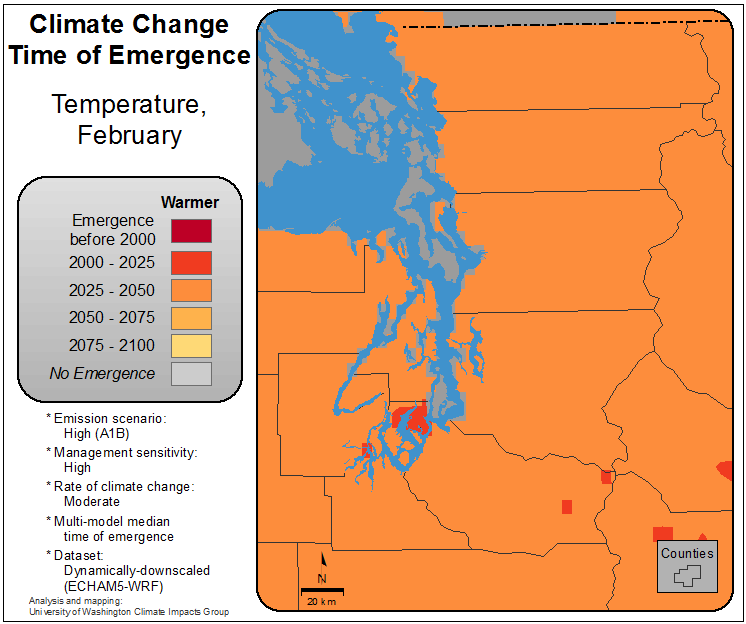 Climate Change
Time of Emergence
Temperature,
February
Warmer
Emergence
before 2000
2000 - 2025
2025 - 2050
2050 - 2075
2075 - 2100
No Emergence
* Emission scenario:
High (A1B)
* Management sensitivity:
High
* Rate of climate change:
Moderate
* Multi-model median
time of emergence
* Dataset:
Dynamically-downscaled
(ECHAM5-WRF)
Analysis and mapping:
University of Washington Climate Impacts Group
N
20 km
Counties